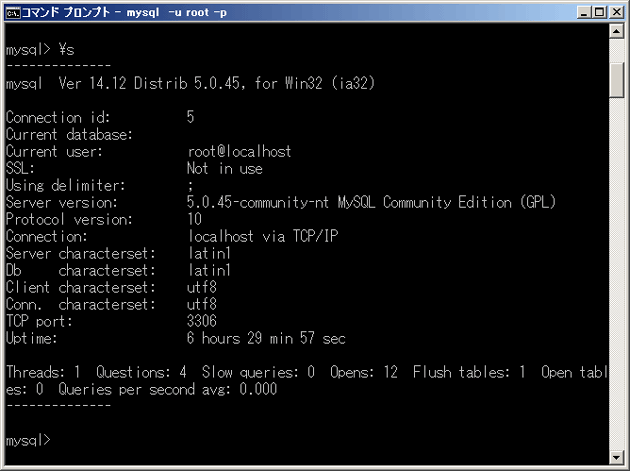 コマンド プロンプト - mysql -u root -p
mysql> ¥s
--------------
mysql  Ver 14.12 Distrib 5.0.45, for Win32 (ia32)
Connection id:          5
Current database:
Current user:           root@localhost
SSL:                    Not in use
Using delimiter:        ;
Server version:         5.0.45-community-nt MySQL Community Edition (GPL)
Protocol version:       10
Connection:             localhost via TCP/IP
Server characterset:    latin1
Db     characterset:    latin1
Client characterset:    utf8
Conn.  characterset:    utf8
TCP port:               3306
Uptime:                 6 hours 29 min 57 sec
Threads: 1  Questions: 4  Slow queries: 0  Opens: 12  Flush tables: 1  Open tabl
es: 0  Queries per second avg: 0.000
--------------
mysql>